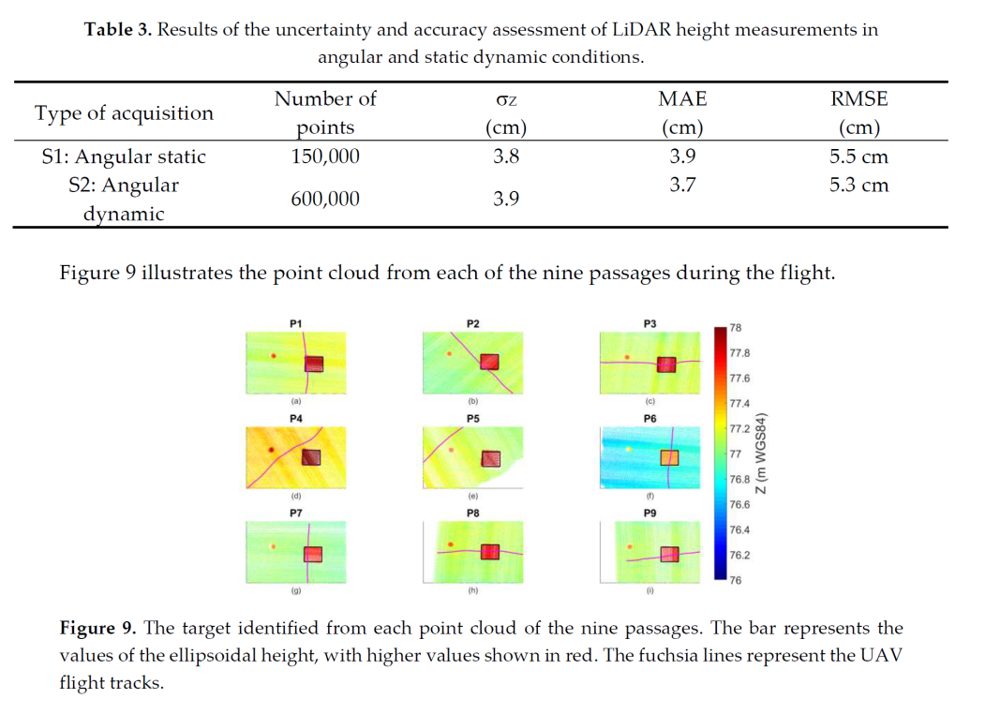 Table 3. Results of the uncertainty and accuracy assessment of LiDAR height measurements in
angular and static dynamic conditions.
Type of acquisition Number of points σz (cm) MAE (cm) RMSE (cm)
S1: Angular static 150,000 3.8 3.9 5.5 cm
S2: Angular dynamic 600,000 3.9 3.7 5.3 cm
Figure 9 illustrates the point cloud from each of the nine passages during the flight.
P1 P2 P3
(a) (b) (c)
P4 P5 P6
(d) (e) (f)
P7 P8 P9
(g) (h) (i)
78
77.8
77.6
77.4
77.2
77
76.8
76.6
76.4
76.2
76
Z (m WGS84)
Figure 9. The target identified from each point cloud of the nine passages. The bar represents the
values of the ellipsoidal height, with higher values shown in red. The fuchsia lines represent the UAV
flight tracks.